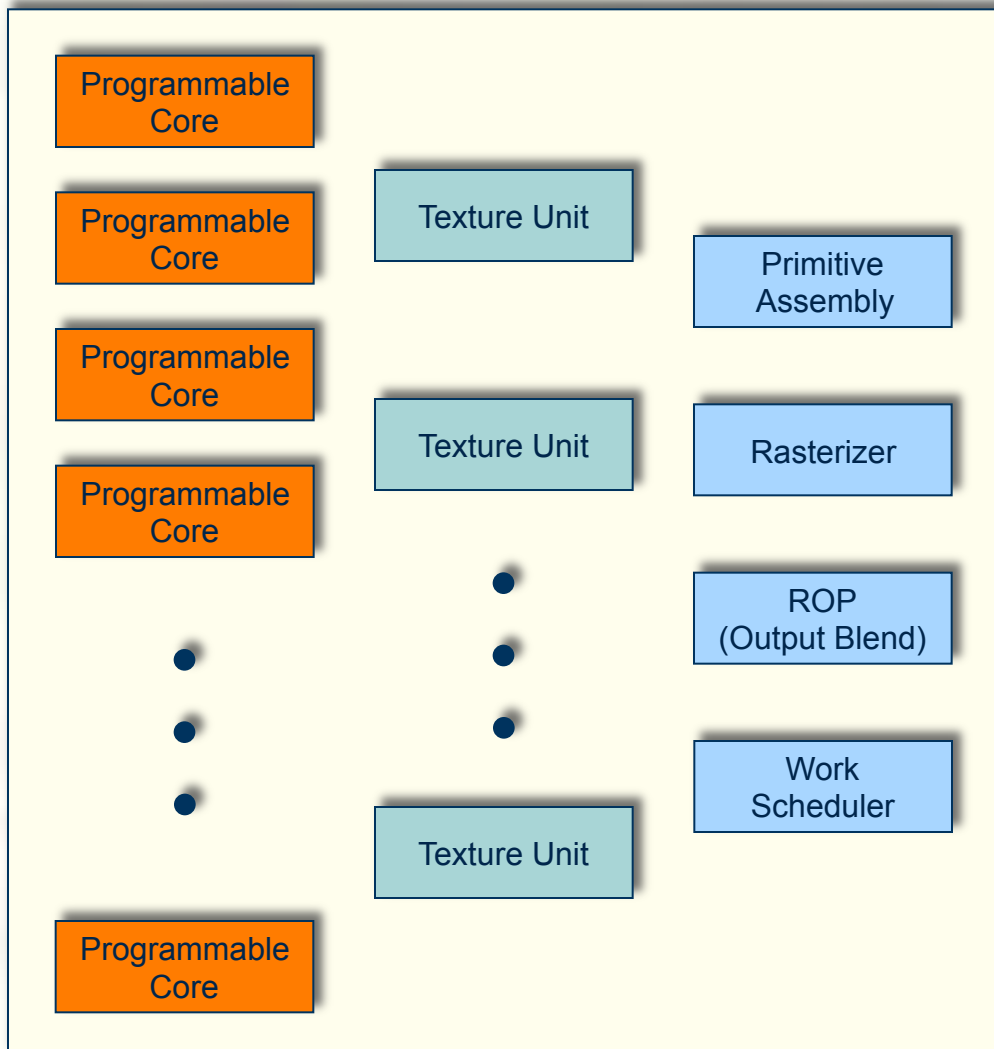 Programmable
Core
Programmable
Core
Programmable
Core
Programmable
Core
Programmable
Core
Texture Unit
Texture Unit
Texture Unit
Primitive
Assembly
Rasterizer
ROP
(Output Blend)
Work
Scheduler